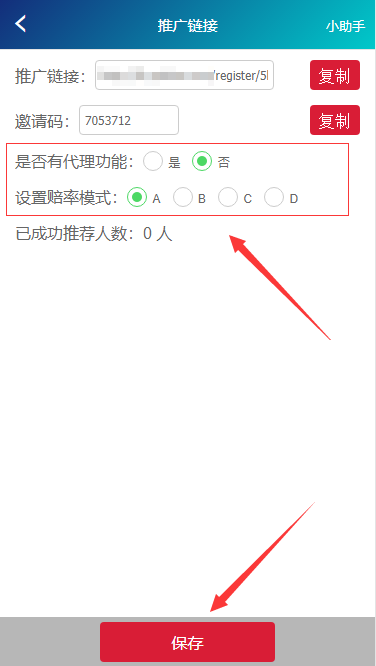 推广链接
小助手
推广链接： /register/5
复制
邀请码： 7053712
复制
是否有代理功能： 是 否
设置赔率模式： A B C D
已成功推荐人数：0 人
保存